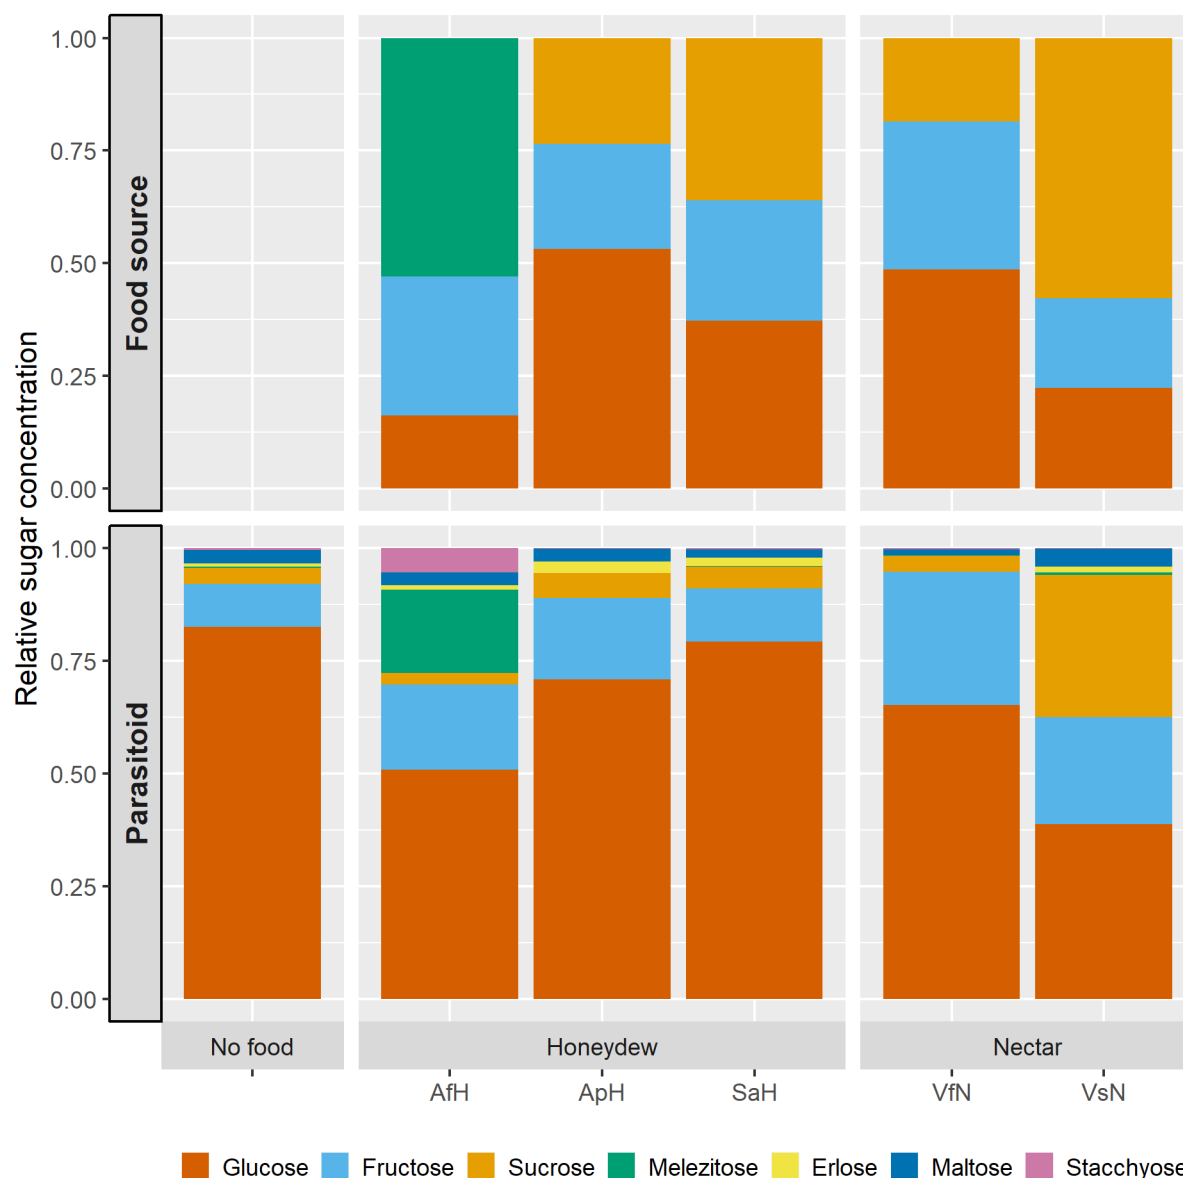 Relative sugar concentration
Food source
1.00
0.75
0.50
0.25
0.00
Parasitoid
1.00
0.75
0.50
0.25
0.00
No food Honeydew Nectar
AfH ApH SaH VfN VsN
Glucose Fructose Sucrose Melezitose Erlose Maltose Stacchyose